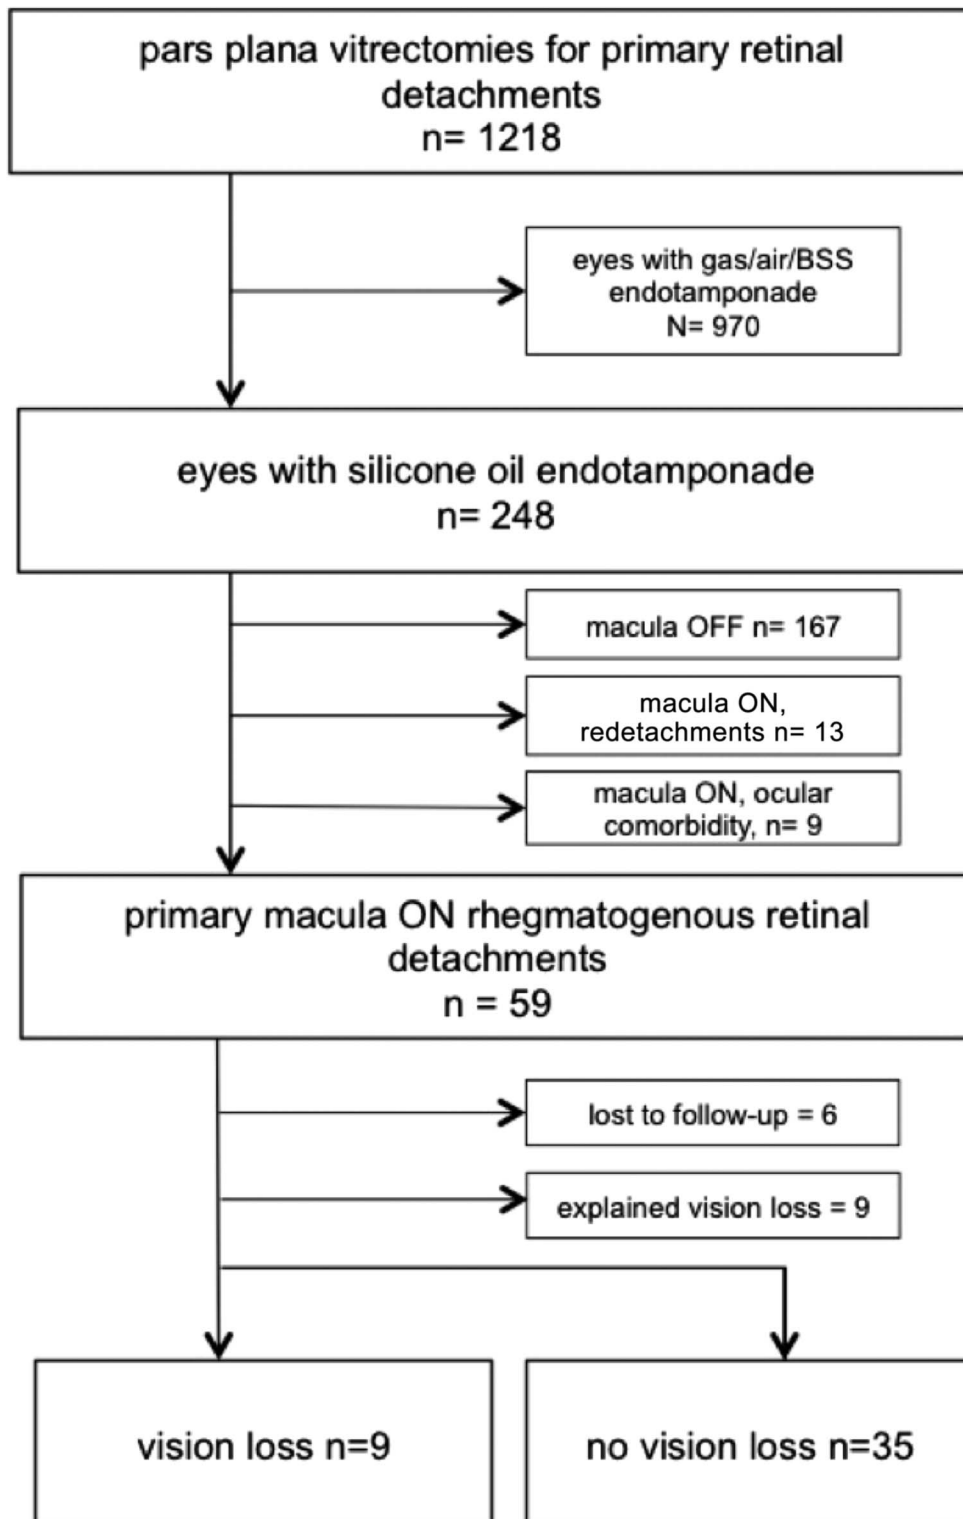 pars plana vitrectomies for primary retinal
detachments
n= 1218
eyes with gas/air/BSS
endotamponade
N= 970
eyes with silicone oil endotamponade
n= 248
macula OFF n= 167
macula ON,
redetachments n= 13
macula ON, ocular
comorbidity, n= 9
primary macula ON rhegmatogenous retinal
detachments
n = 59
lost to follow-up = 6
explained vision loss = 9
vision loss n=9
no vision loss n=35